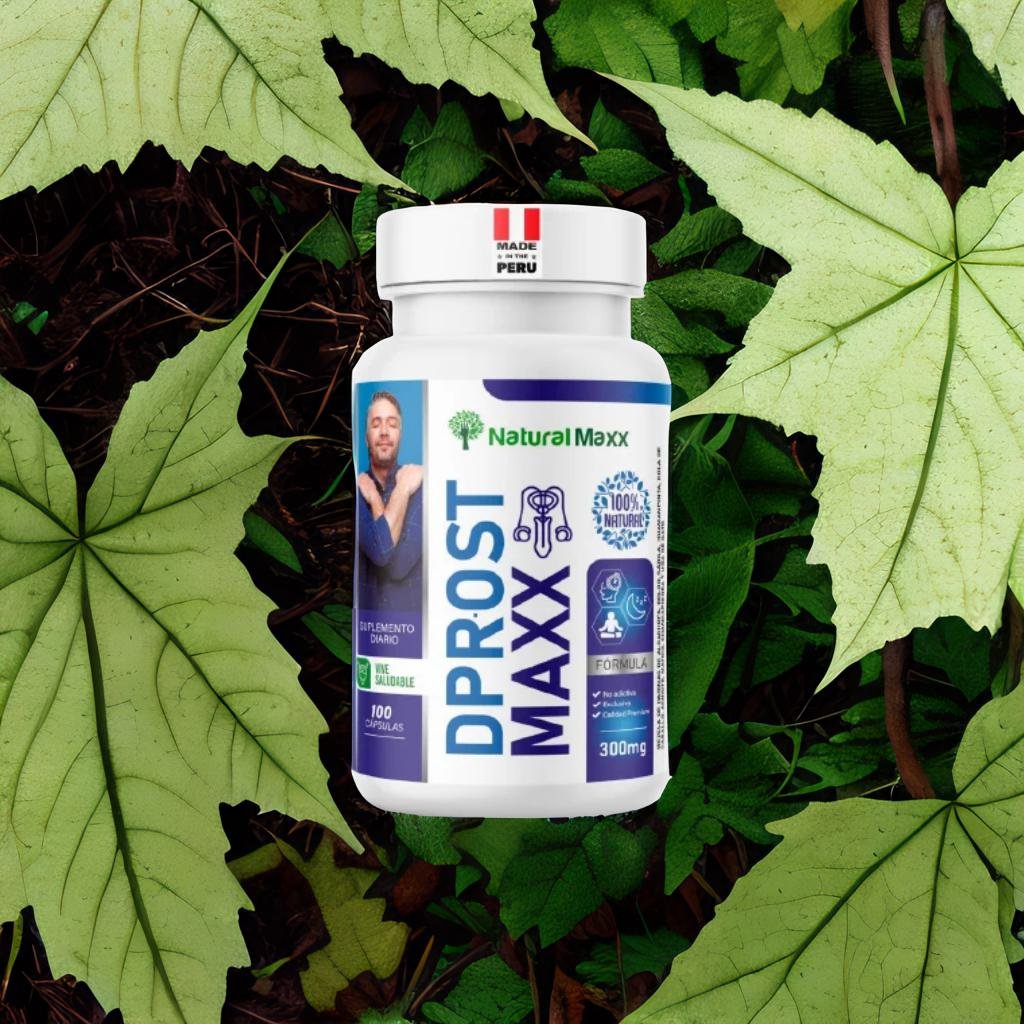 MADE
IN THE
PERU
Natural Maxx
DPROST
MAXX
100%
NATURAL
SUPLEMENTO
DIARIO
VIVE
SALUDABLE
100
CÁPSULAS
FÓRMULA
No adictiva
Exclusiva
Calidad Premium
300mg